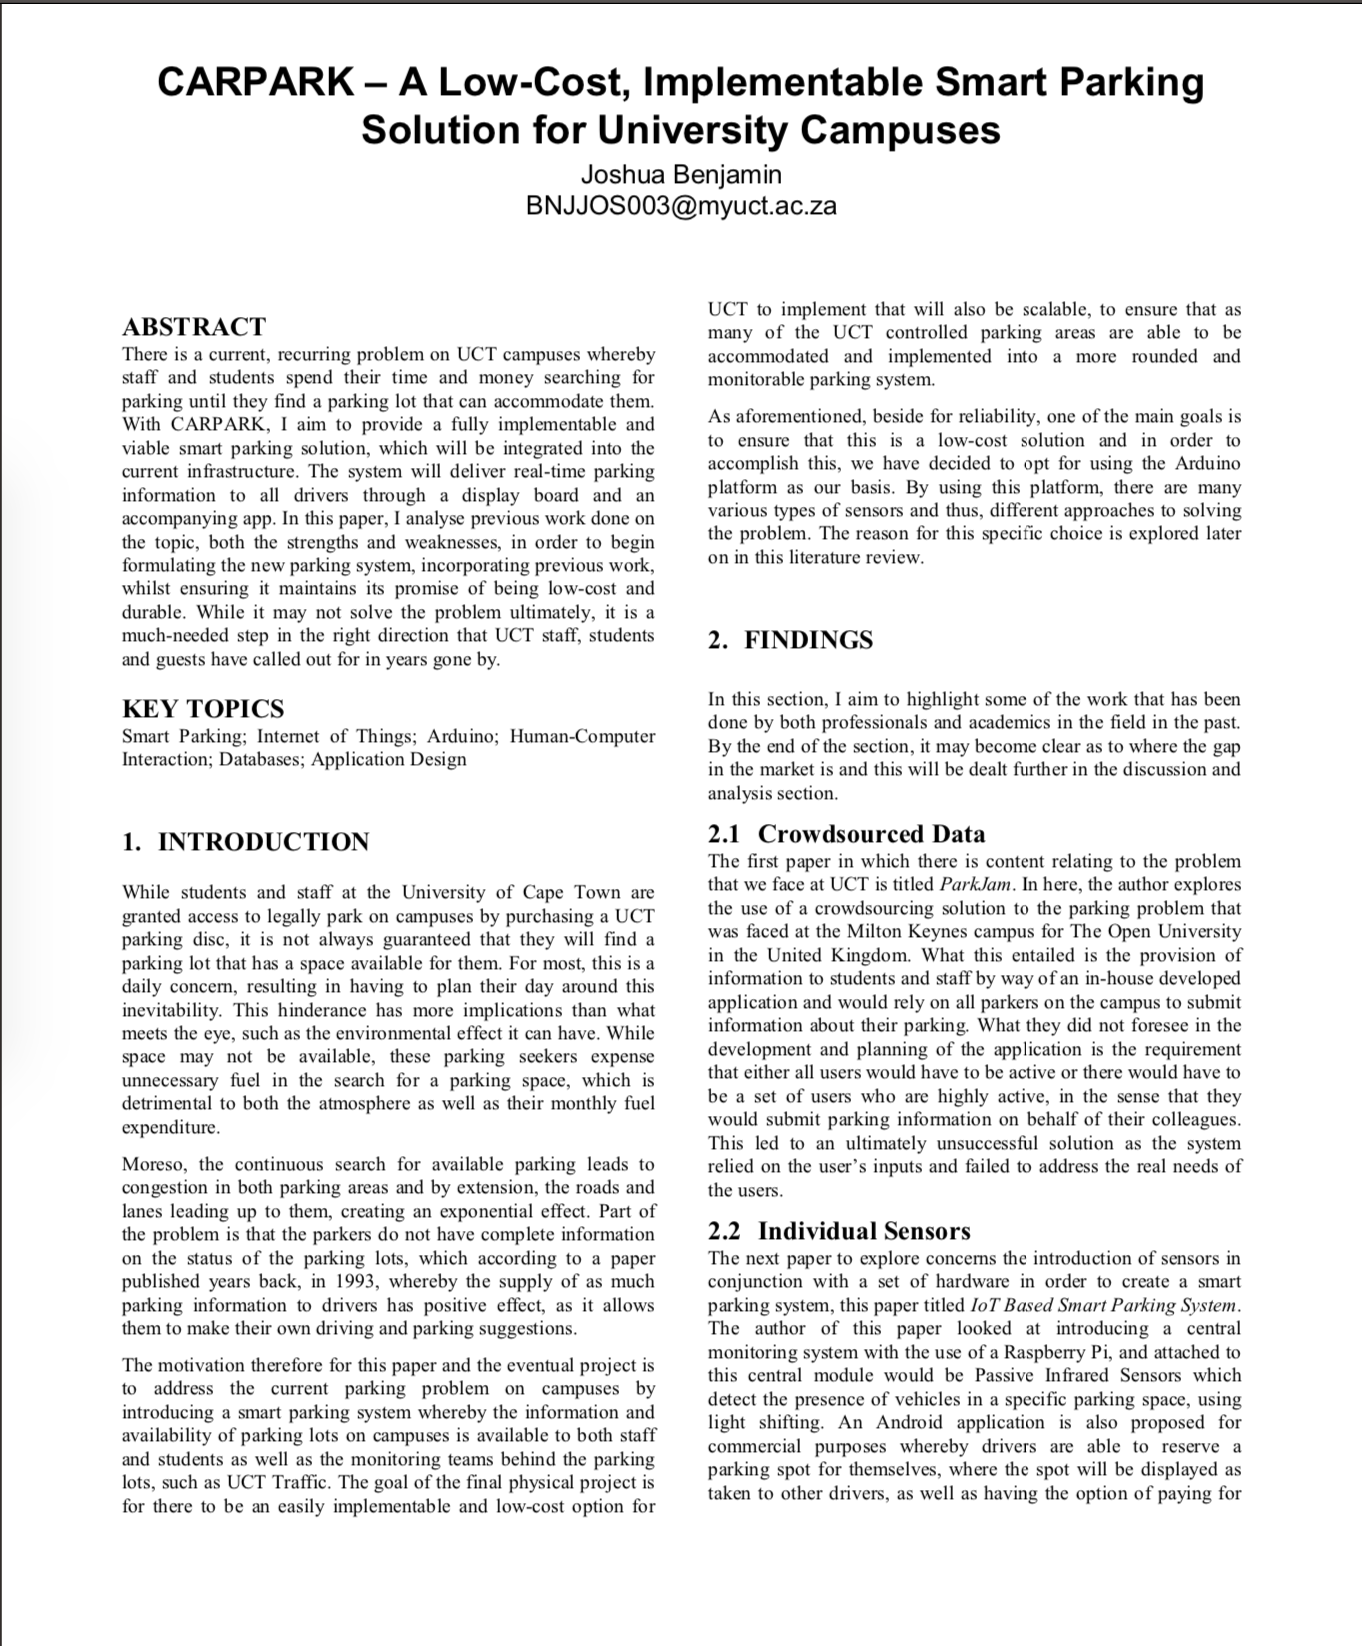 CARPARK – A Low-Cost, Implementable Smart Parking
Solution for University Campuses
Joshua Benjamin
BNJJOS003@myuct.ac.za
ABSTRACT
There is a current, recurring problem on UCT campuses whereby
staff and students spend their time and money searching for
parking until they find a parking lot that can accommodate them.
With CARPARK, I aim to provide a fully implementable and
viable smart parking solution, which will be integrated into the
current infrastructure. The system will deliver real-time parking
information to all drivers through a display board and an
accompanying app. In this paper, I analyse previous work done on
the topic, both the strengths and weaknesses, in order to begin
formulating the new parking system, incorporating previous work,
whilst ensuring it maintains its promise of being low-cost and
durable. While it may not solve the problem ultimately, it is a
much-needed step in the right direction that UCT staff, students
and guests have called out for in years gone by.
KEY TOPICS
Smart Parking; Internet of Things; Arduino; Human-Computer
Interaction; Databases; Application Design
1. INTRODUCTION
While students and staff at the University of Cape Town are
granted access to legally park on campuses by purchasing a UCT
parking disc, it is not always guaranteed that they will find a
parking lot that has a space available for them. For most, this is a
daily concern, resulting in having to plan their day around this
inevitability. This hinderance has more implications than what
meets the eye, such as the environmental effect it can have. While
space may not be available, these parking seekers expense
unnecessary fuel in the search for a parking space, which is
detrimental to both the atmosphere as well as their monthly fuel
expenditure.
Moreso, the continuous search for available parking leads to
congestion in both parking areas and by extension, the roads and
lanes leading up to them, creating an exponential effect. Part of
the problem is that the parkers do not have complete information
on the status of the parking lots, which according to a paper
published years back, in 1993, whereby the supply of as much
parking information to drivers has positive effect, as it allows
them to make their own driving and parking suggestions.
The motivation therefore for this paper and the eventual project is
to address the current parking problem on campuses by
introducing a smart parking system whereby the information and
availability of parking lots on campuses is available to both staff
and students as well as the monitoring teams behind the parking
lots, such as UCT Traffic. The goal of the final physical project is
for there to be an easily implementable and low-cost option for
UCT to implement that will also be scalable, to ensure that as
many of the UCT controlled parking areas are able to be
accommodated and implemented into a more rounded and
monitorable parking system.
As aforementioned, beside for reliability, one of the main goals is
to ensure that this is a low-cost solution and in order to
accomplish this, we have decided to opt for using the Arduino
platform as our basis. By using this platform, there are many
various types of sensors and thus, different approaches to solving
the problem. The reason for this specific choice is explored later
on in this literature review.
2. FINDINGS
In this section, I aim to highlight some of the work that has been
done by both professionals and academics in the field in the past.
By the end of the section, it may become clear as to where the gap
in the market is and this will be dealt further in the discussion and
analysis section.
2.1 Crowdsourced Data
The first paper in which there is content relating to the problem
that we face at UCT is titled ParkJam. In here, the author explores
the use of a crowdsourcing solution to the parking problem that
was faced at the Milton Keynes campus for The Open University
in the United Kingdom. What this entailed is the provision of
information to students and staff by way of an in-house developed
application and would rely on all parkers on the campus to submit
information about their parking. What they did not foresee in the
development and planning of the application is the requirement
that either all users would have to be active or there would have to
be a set of users who are highly active, in the sense that they
would submit parking information on behalf of their colleagues.
This led to an ultimately unsuccessful solution as the system
relied on the user’s inputs and failed to address the real needs of
the users.
2.2 Individual Sensors
The next paper to explore concerns the introduction of sensors in
conjunction with a set of hardware in order to create a smart
parking system, this paper titled IoT Based Smart Parking System.
The author of this paper looked at introducing a central
monitoring system with the use of a Raspberry Pi, and attached to
this central module would be Passive Infrared Sensors which
detect the presence of vehicles in a specific parking space, using
light shifting. An Android application is also proposed for
commercial purposes whereby drivers are able to reserve a
parking spot for themselves, where the spot will be displayed as
taken to other drivers, as well as having the option of paying for